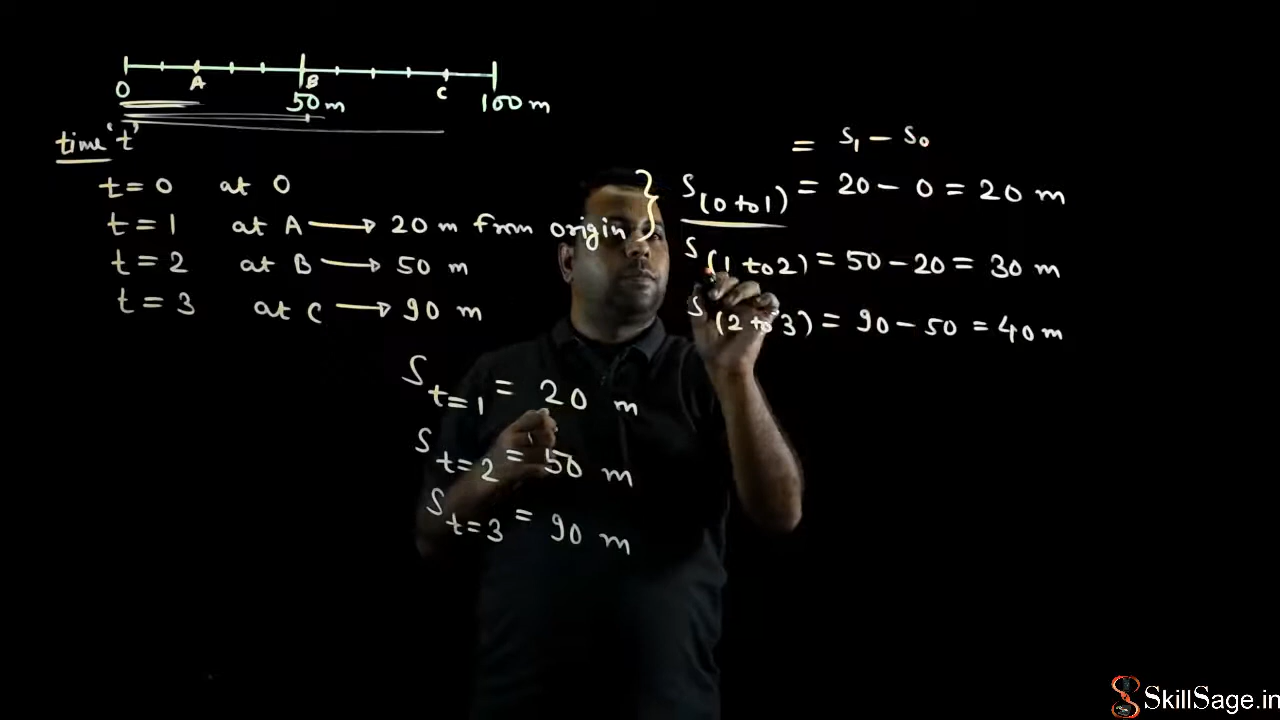 O A B C
50 m 100 m
time 't'
t = 0 at O
t = 1 at A → 20 m from origin
t = 2 at B → 50 m
t = 3 at C → 90 m
= S₁ - S₀
S(0 to 1) = 20 - 0 = 20 m
S(1 to 2) = 50 - 20 = 30 m
S(2 to 3) = 90 - 50 = 40 m
S t=1 = 20 m
S t=2 = 50 m
S t=3 = 90 m
SkillSage.in